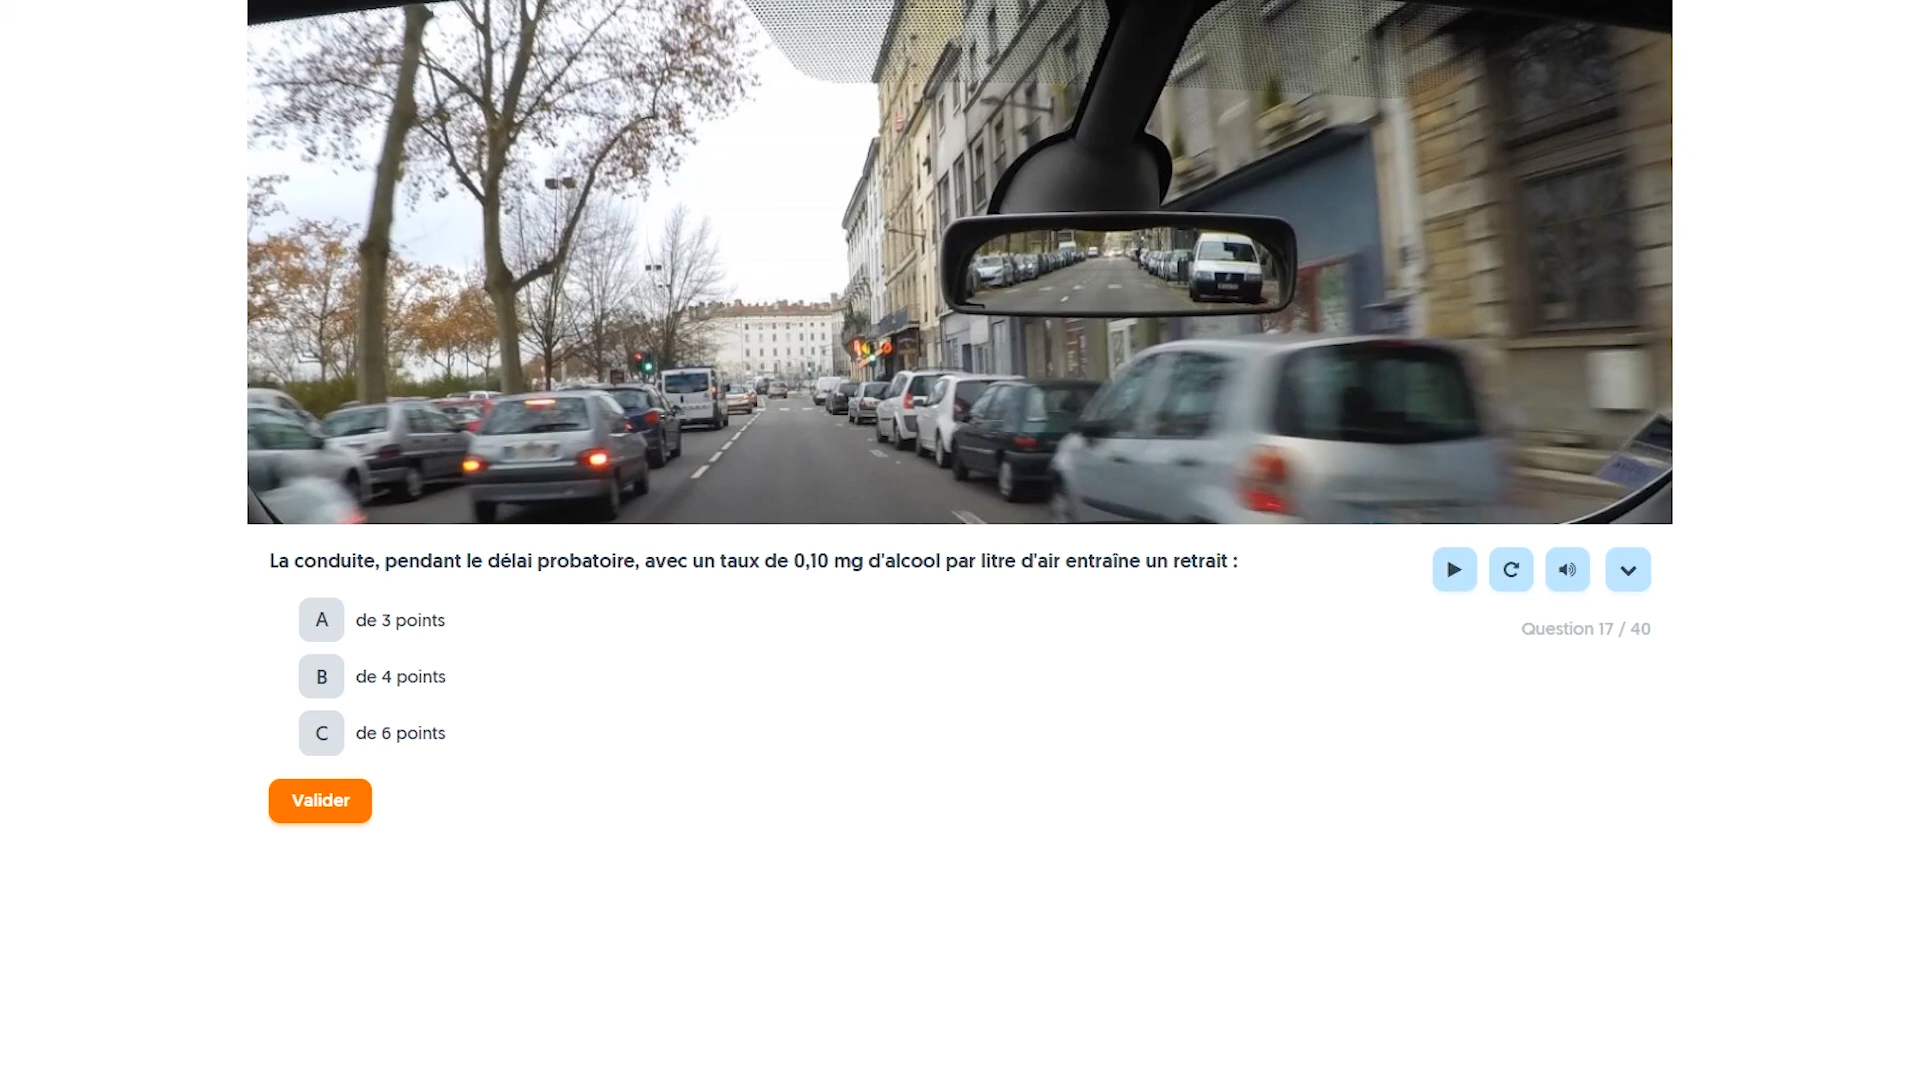 La conduite, pendant le délai probatoire, avec un taux de 0,10 mg d'alcool par litre d'air entraîne un retrait :
A de 3 points
B de 4 points
C de 6 points
Question 17 / 40
Valider